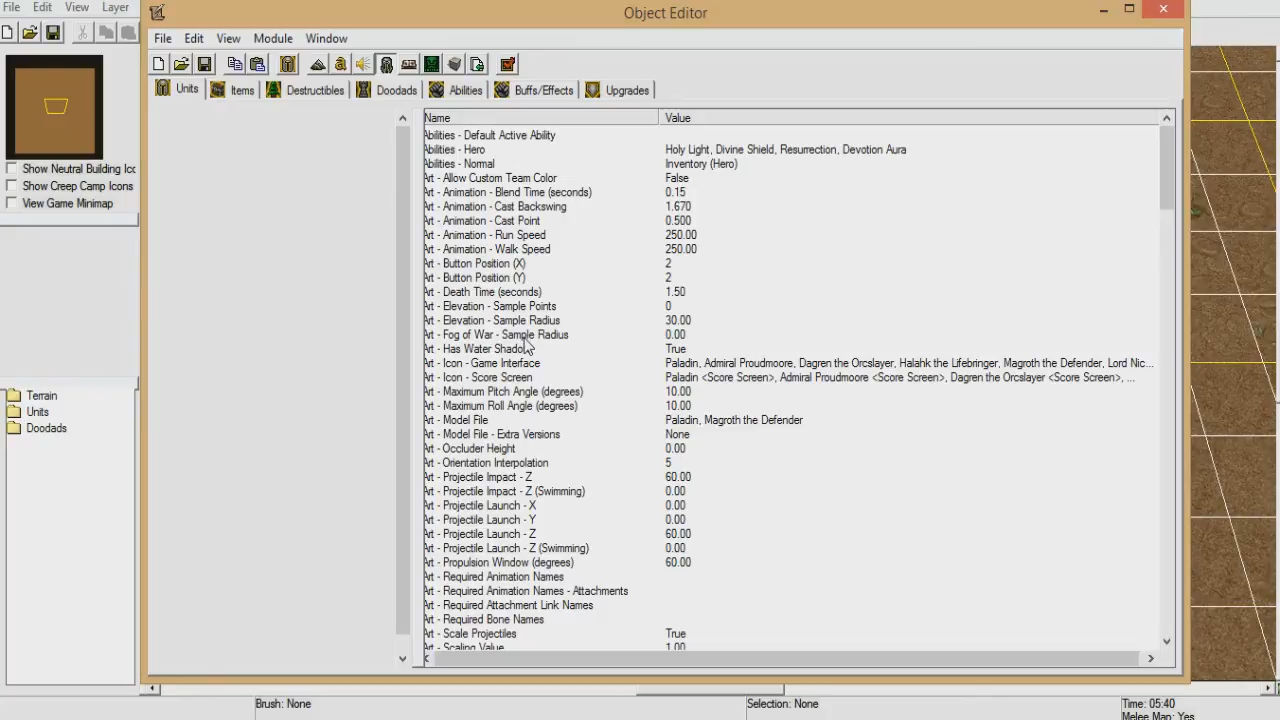 File Edit View Layer
Object Editor
File Edit View Module Window
Units Items Destructibles Doodads Abilities Buffs/Effects Upgrades
Show Neutral Building Ico
Show Creep Camp Icons
View Game Minimap
Terrain
Units
Doodads
Name Value
Abilities - Default Active Ability
Abilities - Hero Holy Light, Divine Shield, Resurrection, Devotion Aura
Abilities - Normal Inventory (Hero)
Art - Allow Custom Team Color False
Art - Animation - Blend Time (seconds) 0.15
Art - Animation - Cast Backswing 1.670
Art - Animation - Cast Point 0.500
Art - Animation - Run Speed 250.00
Art - Animation - Walk Speed 250.00
Art - Button Position (X) 2
Art - Button Position (Y) 2
Art - Death Time (seconds) 1.50
Art - Elevation - Sample Points 0
Art - Elevation - Sample Radius 30.00
Art - Fog of War - Sample Radius 0.00
Art - Has Water Shadow True
Art - Icon - Game Interface Paladin, Admiral Proudmoore, Dagren the Orcslayer, Halahk the Lifebringer, Magroth the Defender, Lord Nic...
Art - Icon - Score Screen Paladin <Score Screen>, Admiral Proudmoore <Score Screen>, Dagren the Orcslayer <Score Screen>, ...
Art - Maximum Pitch Angle (degrees) 10.00
Art - Maximum Roll Angle (degrees) 10.00
Art - Model File Paladin, Magroth the Defender
Art - Model File - Extra Versions None
Art - Occluder Height 0.00
Art - Orientation Interpolation 5
Art - Projectile Impact - Z 60.00
Art - Projectile Impact - Z (Swimming) 0.00
Art - Projectile Launch - X 0.00
Art - Projectile Launch - Y 0.00
Art - Projectile Launch - Z 60.00
Art - Projectile Launch - Z (Swimming) 0.00
Art - Propulsion Window (degrees) 60.00
Art - Required Animation Names
Art - Required Animation Names - Attachments
Art - Required Attachment Link Names
Art - Required Bone Names
Art - Scale Projectiles True
Art - Scaling Value 1.00
Brush: None Selection: None Time: 05:40
Melee Map: Yes